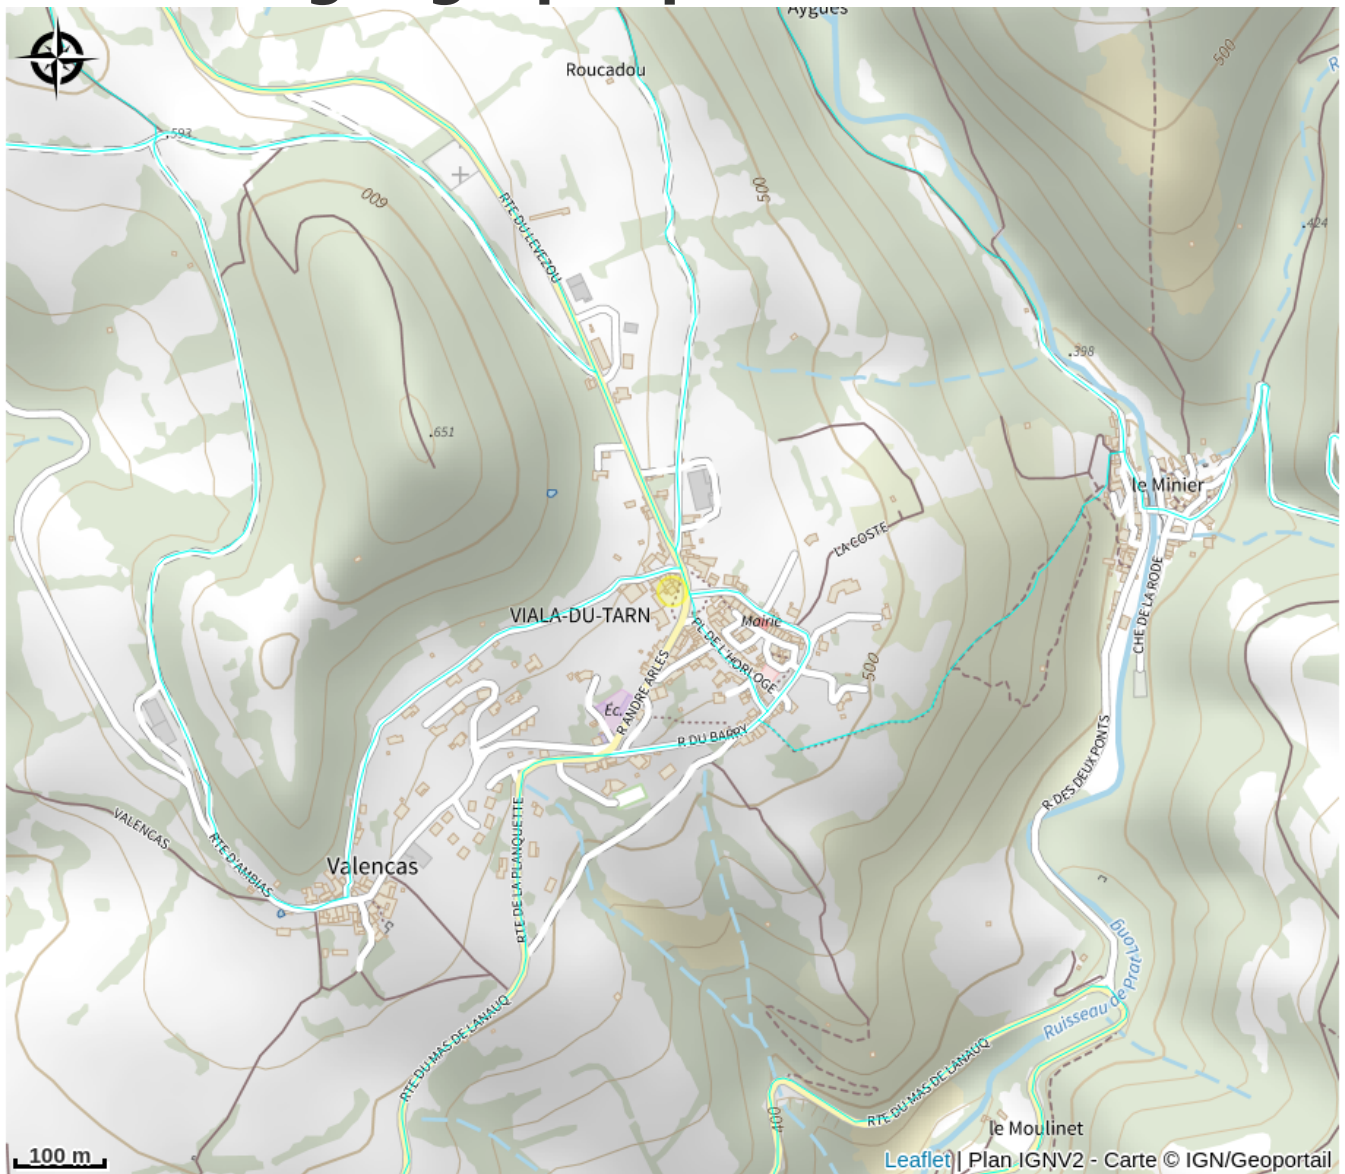 Aygues
Roucadou
500
R
593
600
500
RTE DU LEVEZOU
424
398
651
le Minier
LA COSTE
VIALA-DU-TARN
Mairie
PL DE L'HORLOGE
CHE DE LA RODE
500
R ANDRE ARLES
Éc.
R DU BARRY
R DES DEUX PONTS
VALENCAS
RTE D'AMBIAS
Valencas
RTE DE LA PLANQUETTE
Ruisseau de Prat Long
RTE DU MAS DE LANAUQ
RTE DU MAS DE LANAUQ
400
le Moulinet
100 m
Leaflet | Plan IGNV2 - Carte © IGN/Geoportail